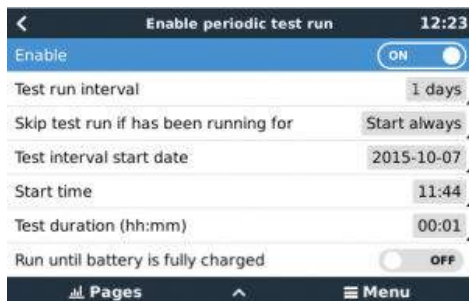 Enable periodic test run 12:23
Enable ON
Test run interval 1 days
Skip test run if has been running for Start always
Test interval start date 2015-10-07
Start time 11:44
Test duration (hh:mm) 00:01
Run until battery is fully charged OFF
Pages Menu